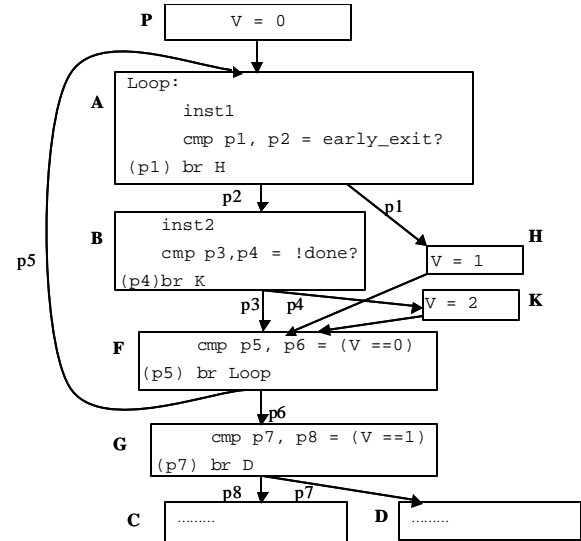 P
V = 0
Loop:
A
inst1
cmp p1, p2 = early_exit?
(p1) br H
p2
p1
B
inst2
cmp p3,p4 = !done?
(p4)br K
H
V = 1
p5
p3
p4
V = 2
K
F
cmp p5, p6 = (V ==0)
(p5) br Loop
p6
G
cmp p7, p8 = (V ==1)
(p7) br D
p8
p7
C
.........
D
.........